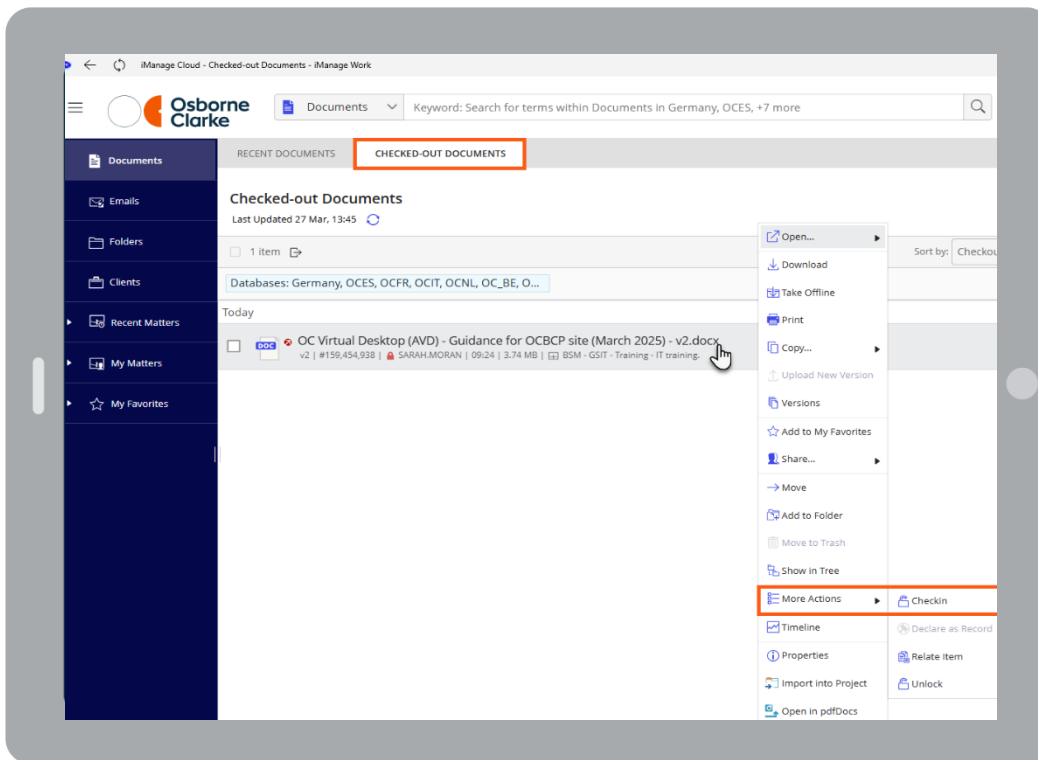 iManage Cloud - Checked-out Documents - iManage Work
Osborne
Clarke
Documents
Keyword: Search for terms within Documents in Germany, OCES, +7 more
Documents
Emails
Folders
Clients
Recent Matters
My Matters
My Favorites
RECENT DOCUMENTS
CHECKED-OUT DOCUMENTS
Checked-out Documents
Last Updated 27 Mar, 13:45
1 item
Sort by:
Checkou
Databases: Germany, OCES, OCFR, OCIT, OCNL, OC_BE, O...
Today
DOC
OC Virtual Desktop (AVD) - Guidance for OCBCP site (March 2025) - v2.docx
v2 | #159,454,938 | SARAH.MORAN | 09:24 | 3.74 MB | BSM - GSIT - Training - IT training.
Open...
Download
Take Offline
Print
Copy...
Upload New Version
Versions
Add to My Favorites
Share...
Move
Add to Folder
Move to Trash
Show in Tree
More Actions
Timeline
Properties
Import into Project
Open in pdfDocs
Checkin
Declare as Record
Relate Item
Unlock